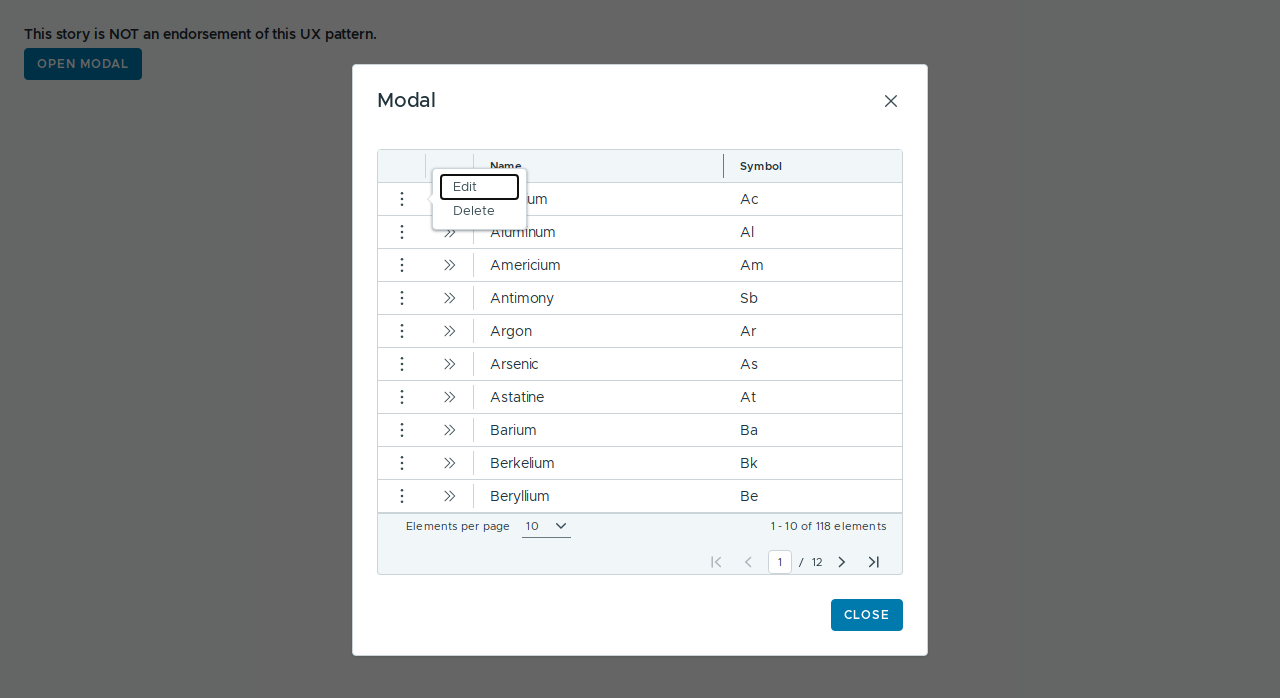 This story is NOT an endorsement of this UX pattern.
OPEN MODAL
Modal
Name Symbol
Edit
Ac
Delete
Aluminum Al
Americium Am
Antimony Sb
Argon Ar
Arsenic As
Astatine At
Barium Ba
Berkelium Bk
Beryllium Be
Elements per page 10 1 - 10 of 118 elements
1 / 12
CLOSE